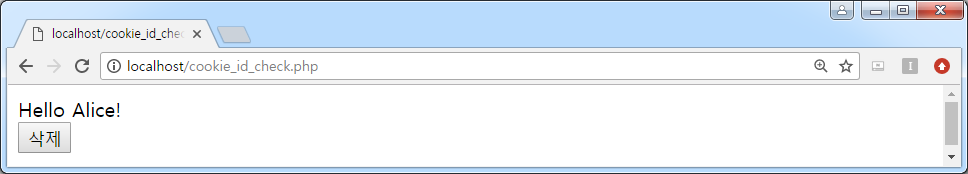 localhost/cookie_id_che
localhost/cookie_id_check.php
Hello Alice!
삭제